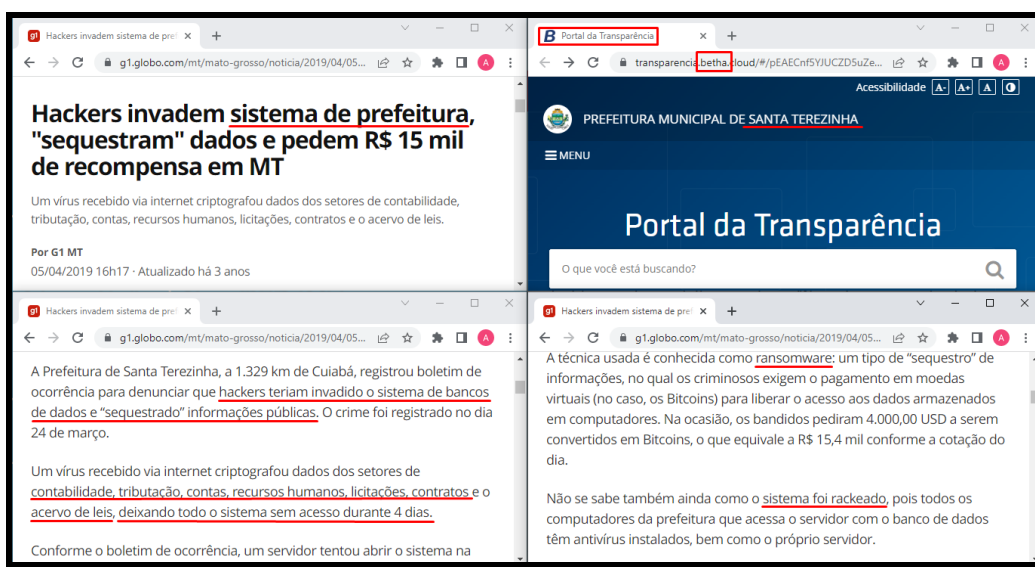 Hackers invadem sistema de pref
g1.globo.com/mt/mato-grosso/noticia/2019/04/05...
Hackers invadem sistema de prefeitura,
"sequestram" dados e pedem R$ 15 mil
de recompensa em MT
Um vírus recebido via internet criptografou dados dos setores de contabilidade,
tributação, contas, recursos humanos, licitações, contratos e o acervo de leis.
Por G1 MT
05/04/2019 16h17 · Atualizado há 3 anos
Portal da Transparência
transparencia.betha.cloud/#/pEAECnfSYJUCZD5uZe...
Acessibilidade A- A+ A
PREFEITURA MUNICIPAL DE SANTA TEREZINHA
MENU
Portal da Transparência
O que você está buscando?
Hackers invadem sistema de pref
g1.globo.com/mt/mato-grosso/noticia/2019/04/05...
A Prefeitura de Santa Terezinha, a 1.329 km de Cuiabá, registrou boletim de
ocorrência para denunciar que hackers teriam invadido o sistema de bancos
de dados e “sequestrado” informações públicas. O crime foi registrado no dia
24 de março.
Um vírus recebido via internet criptografou dados dos setores de
contabilidade, tributação, contas, recursos humanos, licitações, contratos e o
acervo de leis, deixando todo o sistema sem acesso durante 4 dias.
Conforme o boletim de ocorrência, um servidor tentou abrir o sistema na
Hackers invadem sistema de pref
g1.globo.com/mt/mato-grosso/noticia/2019/04/05...
A técnica usada é conhecida como ransomware: um tipo de “sequestro” de
informações, no qual os criminosos exigem o pagamento em moedas
virtuais (no caso, os Bitcoins) para liberar o acesso aos dados armazenados
em computadores. Na ocasião, os bandidos pediram 4.000,00 USD a serem
convertidos em Bitcoins, o que equivale a R$ 15,4 mil conforme a cotação do
dia.
Não se sabe também ainda como o sistema foi rackeado, pois todos os
computadores da prefeitura que acessa o servidor com o banco de dados
têm antivírus instalados, bem como o próprio servidor.